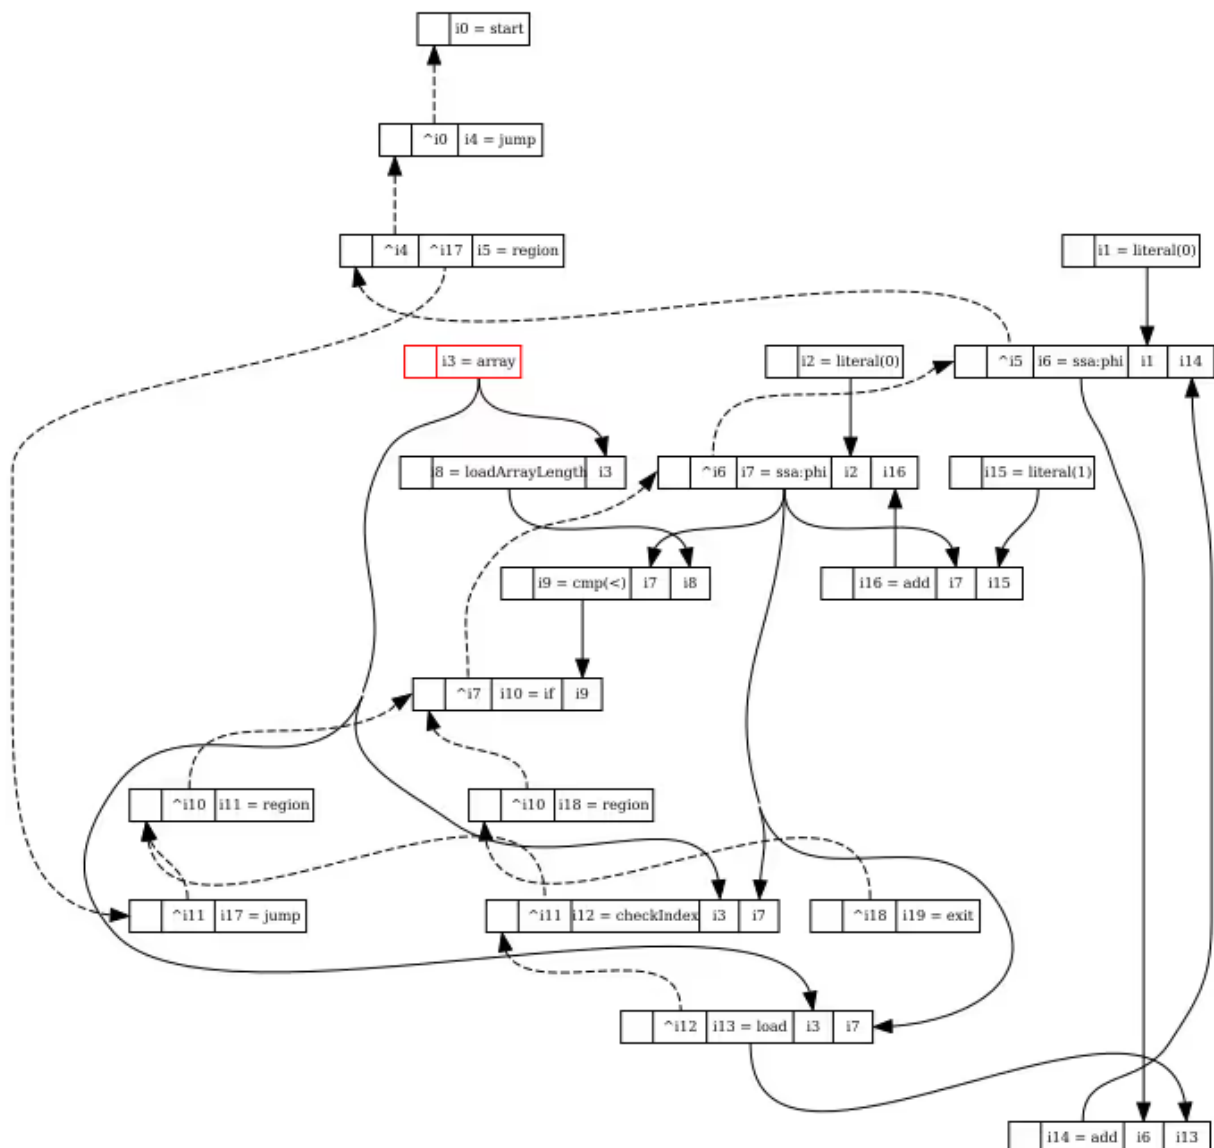 i0 = start
^i0 i4 = jump
^i4 ^i17 i5 = region
i1 = literal(0)
i3 = array
i2 = literal(0)
^i5 i6 = ssa:phi i1 i14
i8 = loadArrayLength i3
^i6 i7 = ssa:phi i2 i16
i15 = literal(1)
i9 = cmp(<) i7 i8
i16 = add i7 i15
^i7 i10 = if i9
^i10 i11 = region
^i10 i18 = region
^i11 i17 = jump
^i11 i12 = checkIndex i3 i7
^i18 i19 = exit
^i12 i13 = load i3 i7
i14 = add i6 i13